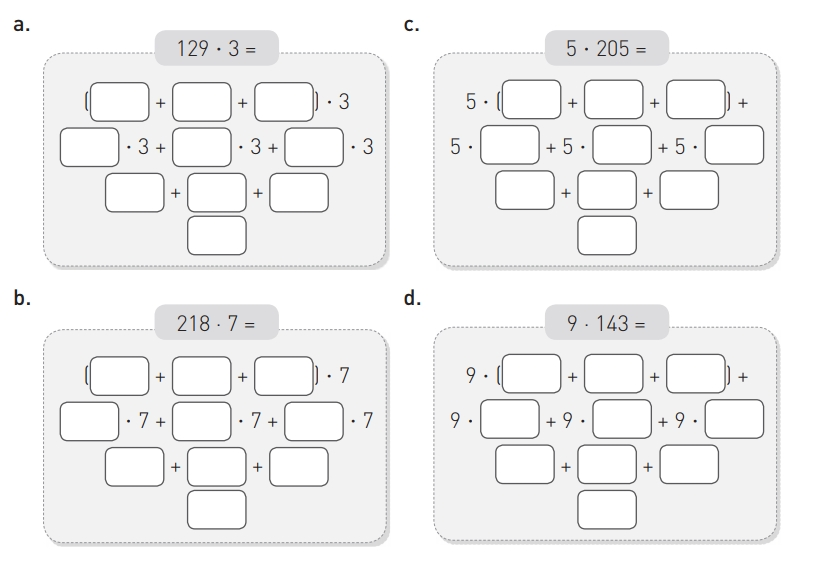 a.
129 · 3 =
( + + ) · 3
· 3 + · 3 + · 3
+ +
b.
218 · 7 =
( + + ) · 7
· 7 + · 7 + · 7
+ +
c.
5 · 205 =
5 · ( + + ) +
5 · + 5 · + 5 ·
+ +
d.
9 · 143 =
9 · ( + + ) +
9 · + 9 · + 9 ·
+ +